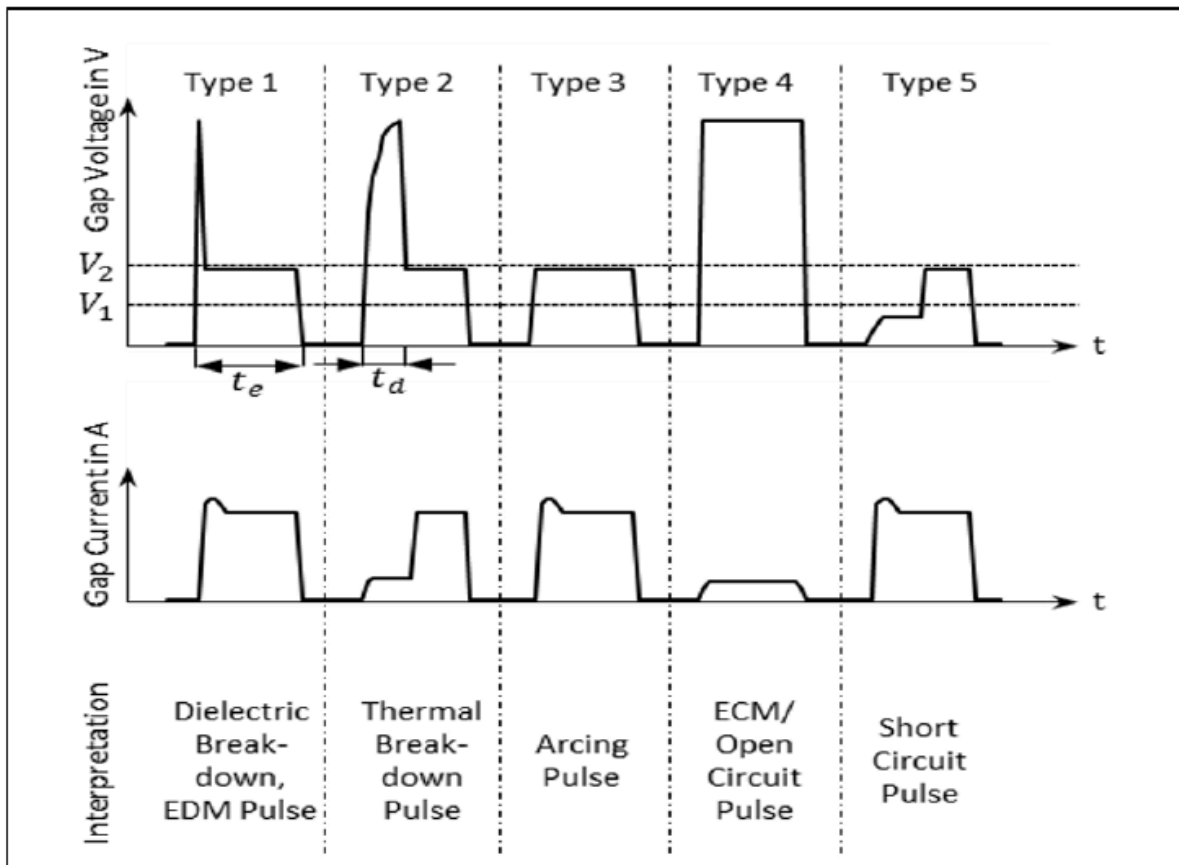 Type 1
Type 2
Type 3
Type 4
Type 5
Gap Voltage in V
V₂
V₁
t
tₑ
t_d
Gap Current in A
t
Interpretation
Dielectric
Break-
down,
EDM Pulse
Thermal
Break-
down
Pulse
Arcing
Pulse
ECM/
Open
Circuit
Pulse
Short
Circuit
Pulse